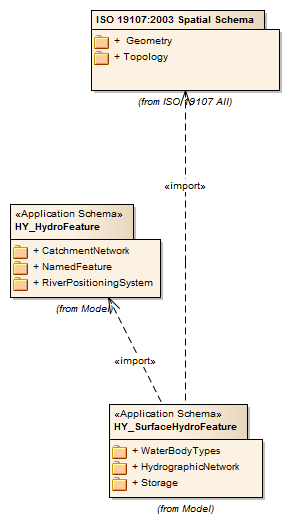 ISO 19107:2003 Spatial Schema
+ Geometry
+ Topology
(from ISO 19107 All)
«import»
«Application Schema»
HY_HydroFeature
+ CatchmentNetwork
+ NamedFeature
+ RiverPositioningSystem
(from Model)
«import»
«Application Schema»
HY_SurfaceHydroFeature
+ WaterBodyTypes
+ HydrographicNetwork
+ Storage
(from Model)